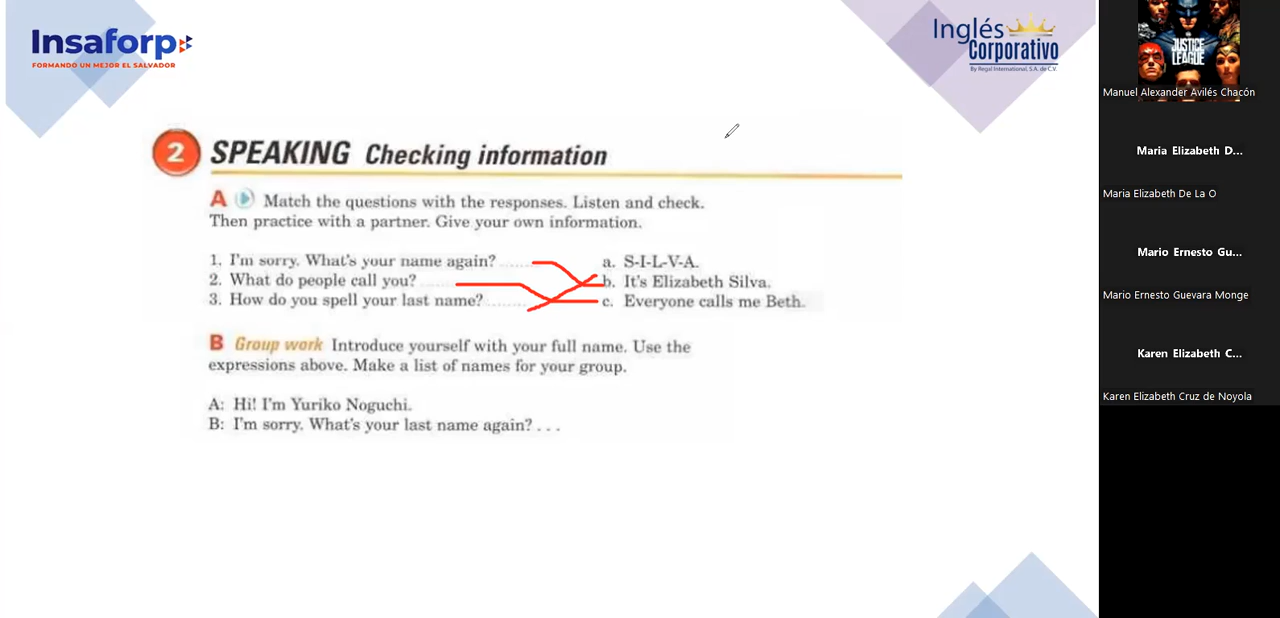 Insaforp
FORMANDO UN MEJOR EL SALVADOR
Inglés
Corporativo
By Regal International, S.A. de C.V.
2 SPEAKING Checking information
A Match the questions with the responses. Listen and check.
Then practice with a partner. Give your own information.
1. I'm sorry. What's your name again? ........ a. S-I-L-V-A.
2. What do people call you? ........ b. It's Elizabeth Silva.
3. How do you spell your last name? ........ c. Everyone calls me Beth.
B Group work Introduce yourself with your full name. Use the
expressions above. Make a list of names for your group.
A: Hi! I'm Yuriko Noguchi.
B: I'm sorry. What's your last name again? . . .
JUSTICE
LEAGUE
Manuel Alexander Avilés Chacón
Maria Elizabeth D...
Maria Elizabeth De La O
Mario Ernesto Gu...
Mario Ernesto Guevara Monge
Karen Elizabeth C...
Karen Elizabeth Cruz de Noyola